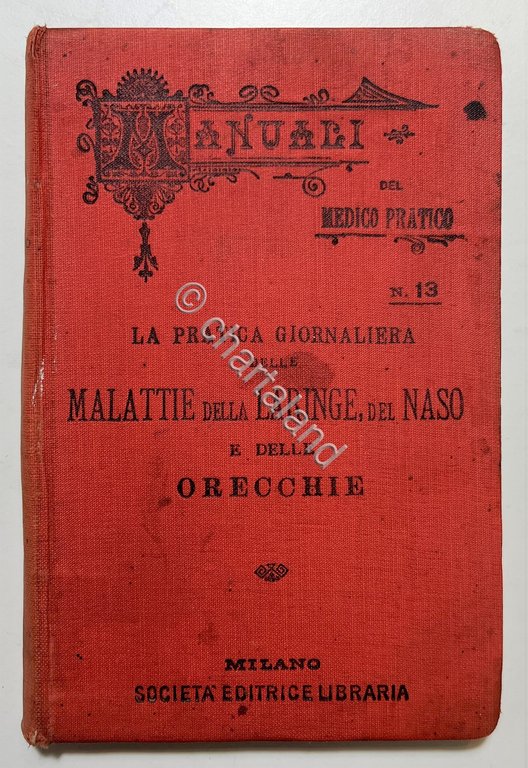 MANUALI
DEL
MEDICO PRATICO
N. 13
LA PRATICA GIORNALIERA
DELLE
MALATTIE DELLA LARINGE, DEL NASO
E DELLE
ORECCHIE
MILANO
SOCIETÀ EDITRICE LIBRARIA
© chartaland